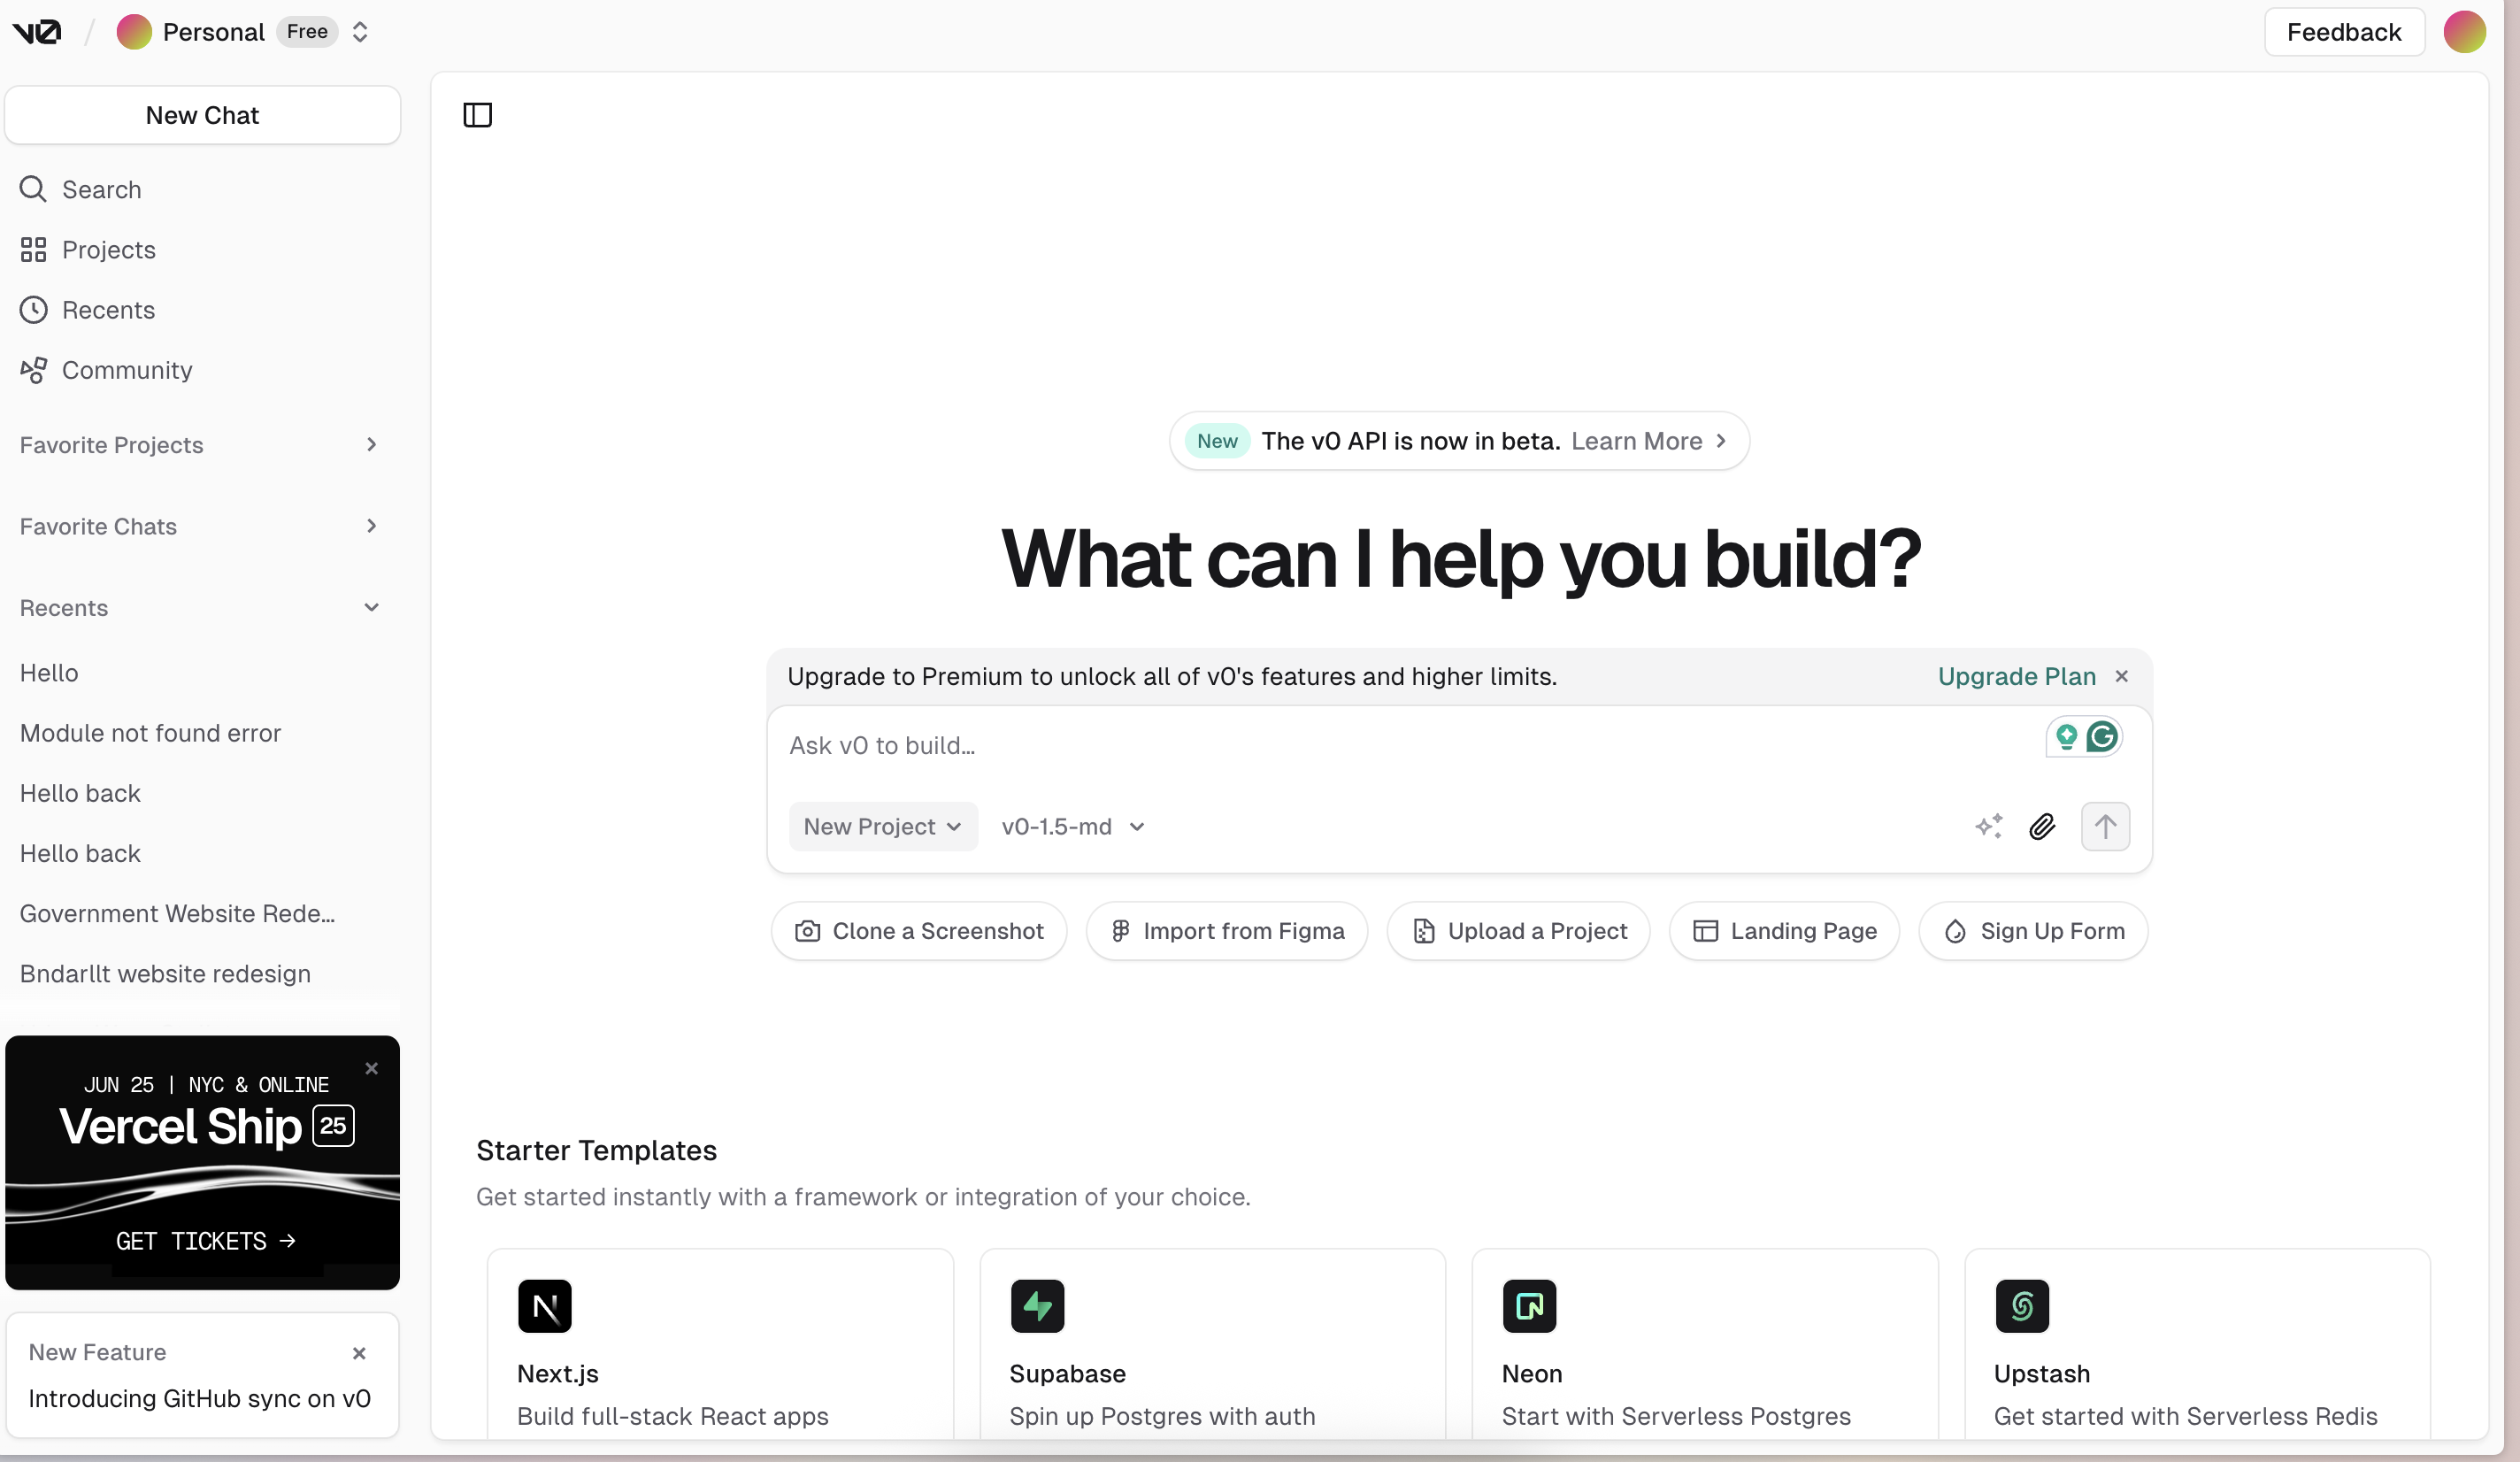 v0 / Personal Free
Feedback
New Chat
Search
Projects
Recents
Community
Favorite Projects
Favorite Chats
Recents
Hello
Module not found error
Hello back
Hello back
Government Website Rede...
Bndarllt website redesign
JUN 25 | NYC & ONLINE
Vercel Ship 25
GET TICKETS →
New Feature
Introducing GitHub sync on v0
New The v0 API is now in beta. Learn More
What can I help you build?
Upgrade to Premium to unlock all of v0's features and higher limits. Upgrade Plan
Ask v0 to build...
New Project v0-1.5-md
Clone a Screenshot Import from Figma Upload a Project Landing Page Sign Up Form
Starter Templates
Get started instantly with a framework or integration of your choice.
Next.js Supabase Neon Upstash
Build full-stack React apps Spin up Postgres with auth Start with Serverless Postgres Get started with Serverless Redis